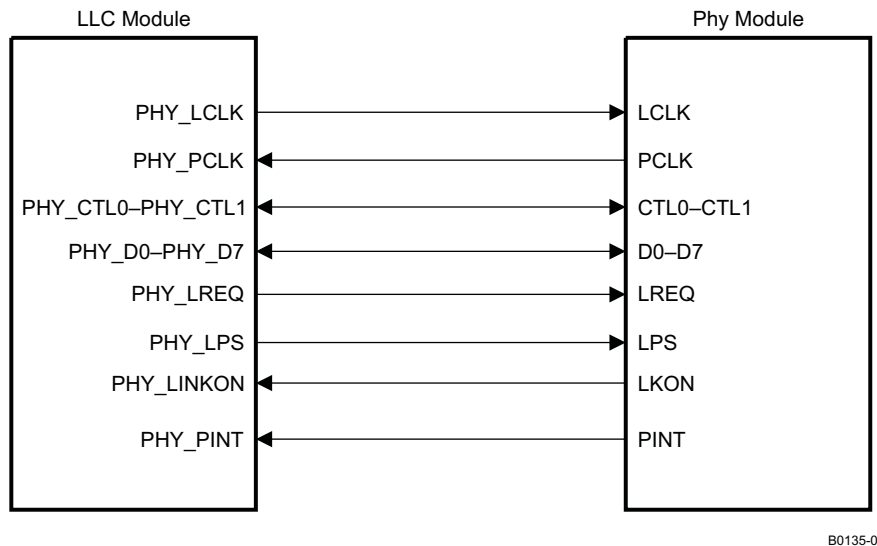 LLC Module Phy Module
PHY_LCLK LCLK
PHY_PCLK PCLK
PHY_CTL0–PHY_CTL1 CTL0–CTL1
PHY_D0–PHY_D7 D0–D7
PHY_LREQ LREQ
PHY_LPS LPS
PHY_LINKON LKON
PHY_PINT PINT
B0135-0